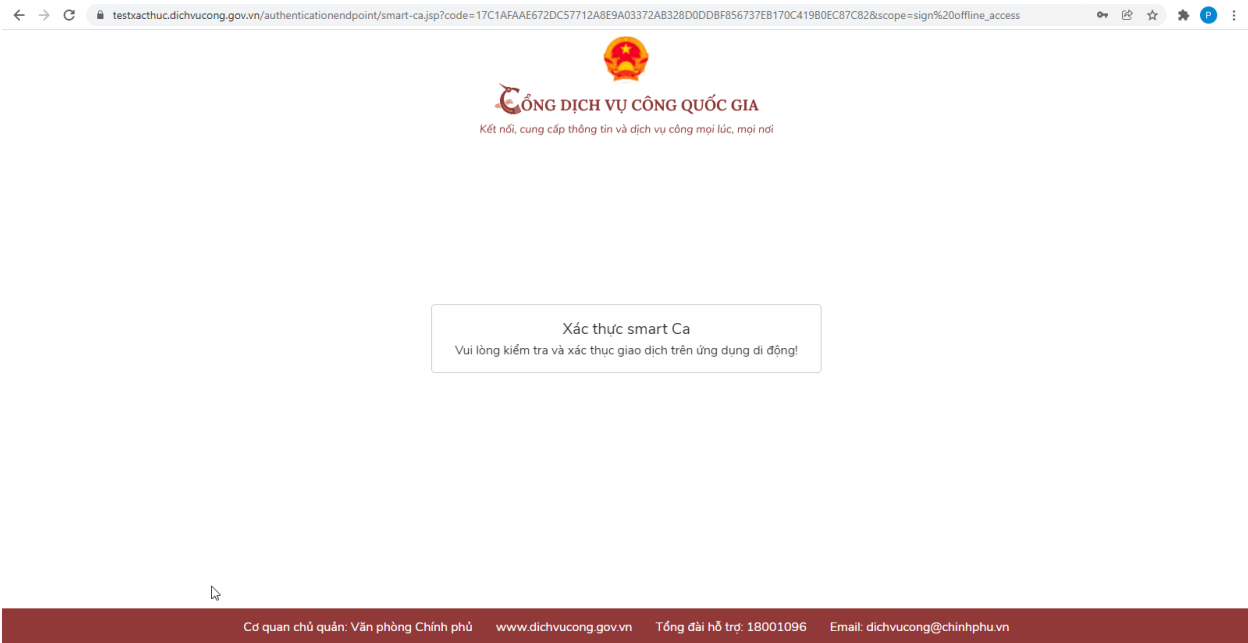 testxacthuc.dichvucong.gov.vn/authenticationendpoint/smart-ca.jsp?code=17C1AFAAE672DC57712A8E9A03372AB328D0DDBF856737EB170C419B0EC87C82&scope=sign%20offline_access
P
CỔNG DỊCH VỤ CÔNG QUỐC GIA
Kết nối, cung cấp thông tin và dịch vụ công mọi lúc, mọi nơi
Xác thực smart Ca
Vui lòng kiểm tra và xác thục giao dịch trên ứng dụng di động!
Cơ quan chủ quản: Văn phòng Chính phủ www.dichvucong.gov.vn Tổng đài hỗ trợ: 18001096 Email: dichvucong@chinhphu.vn